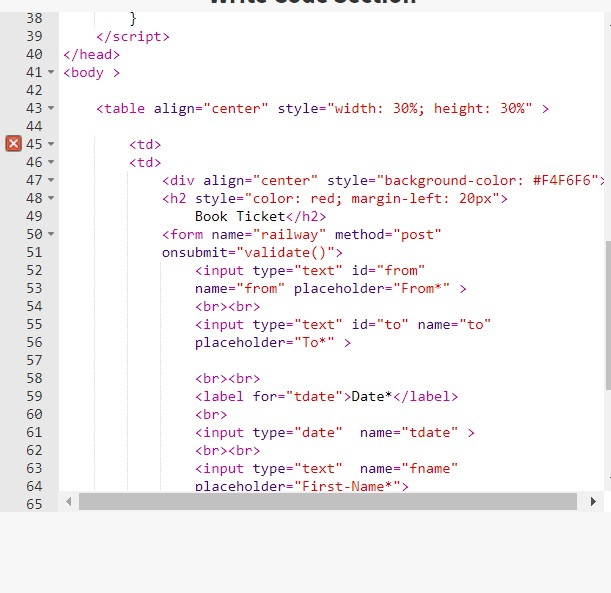 Write Code Section
38 }
39 </script>
40 </head>
41 <body >
42
43 <table align="center" style="width: 30%; height: 30%" >
44
45 <td>
46 <td>
47 <div align="center" style="background-color: #F4F6F6">
48 <h2 style="color: red; margin-left: 20px">
49 Book Ticket</h2>
50 <form name="railway" method="post"
51 onsubmit="validate()">
52 <input type="text" id="from"
53 name="from" placeholder="From*" >
54 <br><br>
55 <input type="text" id="to" name="to"
56 placeholder="To*" >
57
58 <br><br>
59 <label for="tdate">Date*</label>
60 <br>
61 <input type="date"  name="tdate" >
62 <br><br>
63 <input type="text"  name="fname"
64 placeholder="First-Name*">
65